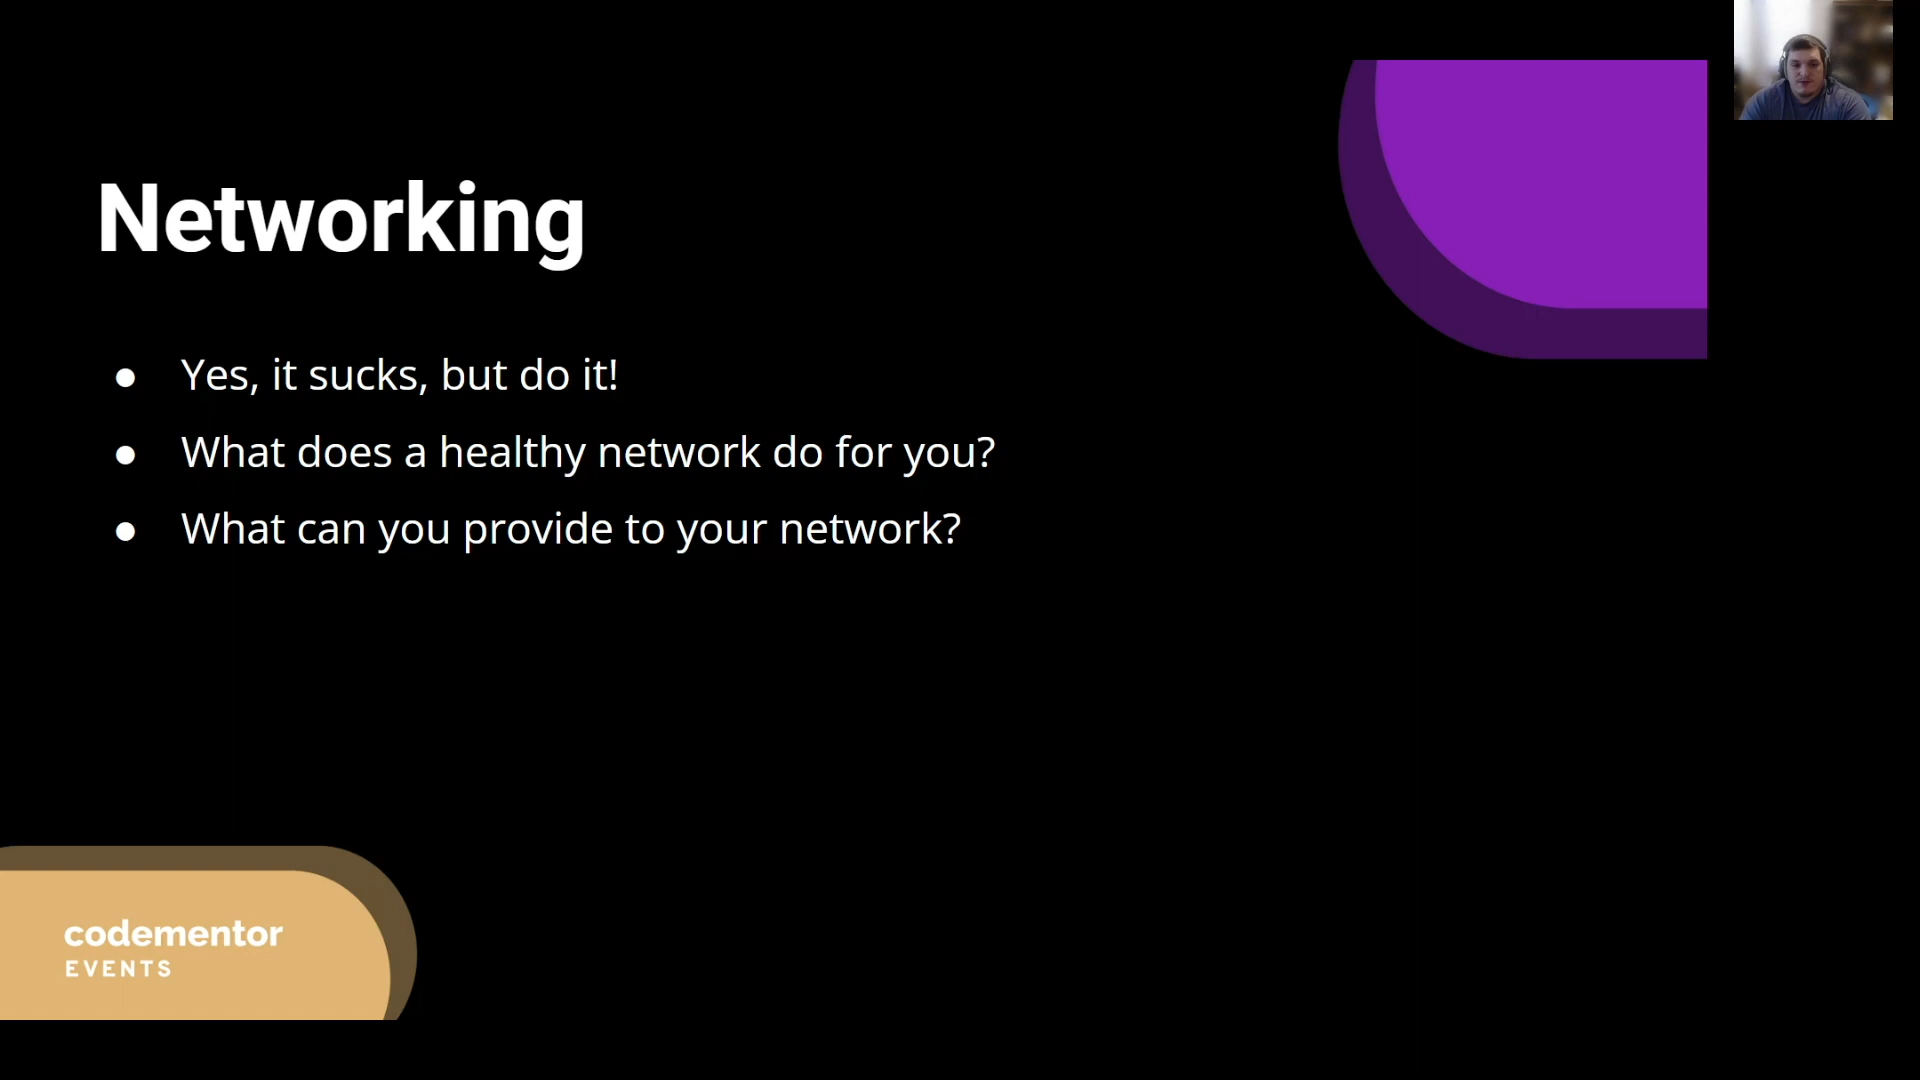 Networking
● Yes, it sucks, but do it!
● What does a healthy network do for you?
● What can you provide to your network?
codementor
EVENTS